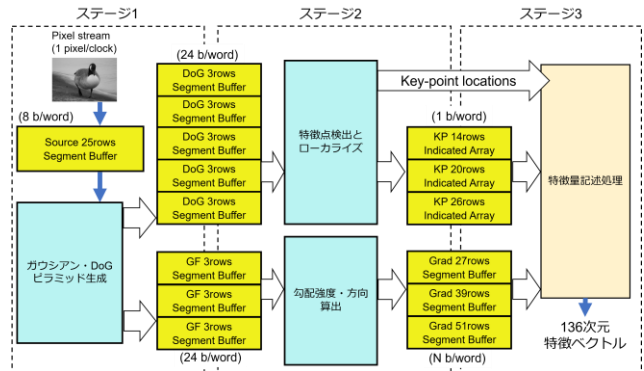 ステージ1
ステージ2
ステージ3
Pixel stream
(1 pixel/clock)
(8 b/word)
Source 25rows
Segment Buffer
ガウシアン・DoG
ピラミッド生成
(24 b/word)
DoG 3rows
Segment Buffer
DoG 3rows
Segment Buffer
DoG 3rows
Segment Buffer
DoG 3rows
Segment Buffer
DoG 3rows
Segment Buffer
GF 3rows
Segment Buffer
GF 3rows
Segment Buffer
GF 3rows
Segment Buffer
(24 b/word)
特徴点検出と
ローカライズ
勾配強度・方向
算出
Key-point locations
(1 b/word)
KP 14rows
Indicated Array
KP 20rows
Indicated Array
KP 26rows
Indicated Array
Grad 27rows
Segment Buffer
Grad 39rows
Segment Buffer
Grad 51rows
Segment Buffer
(N b/word)
特徴量記述処理
136次元
特徴ベクトル